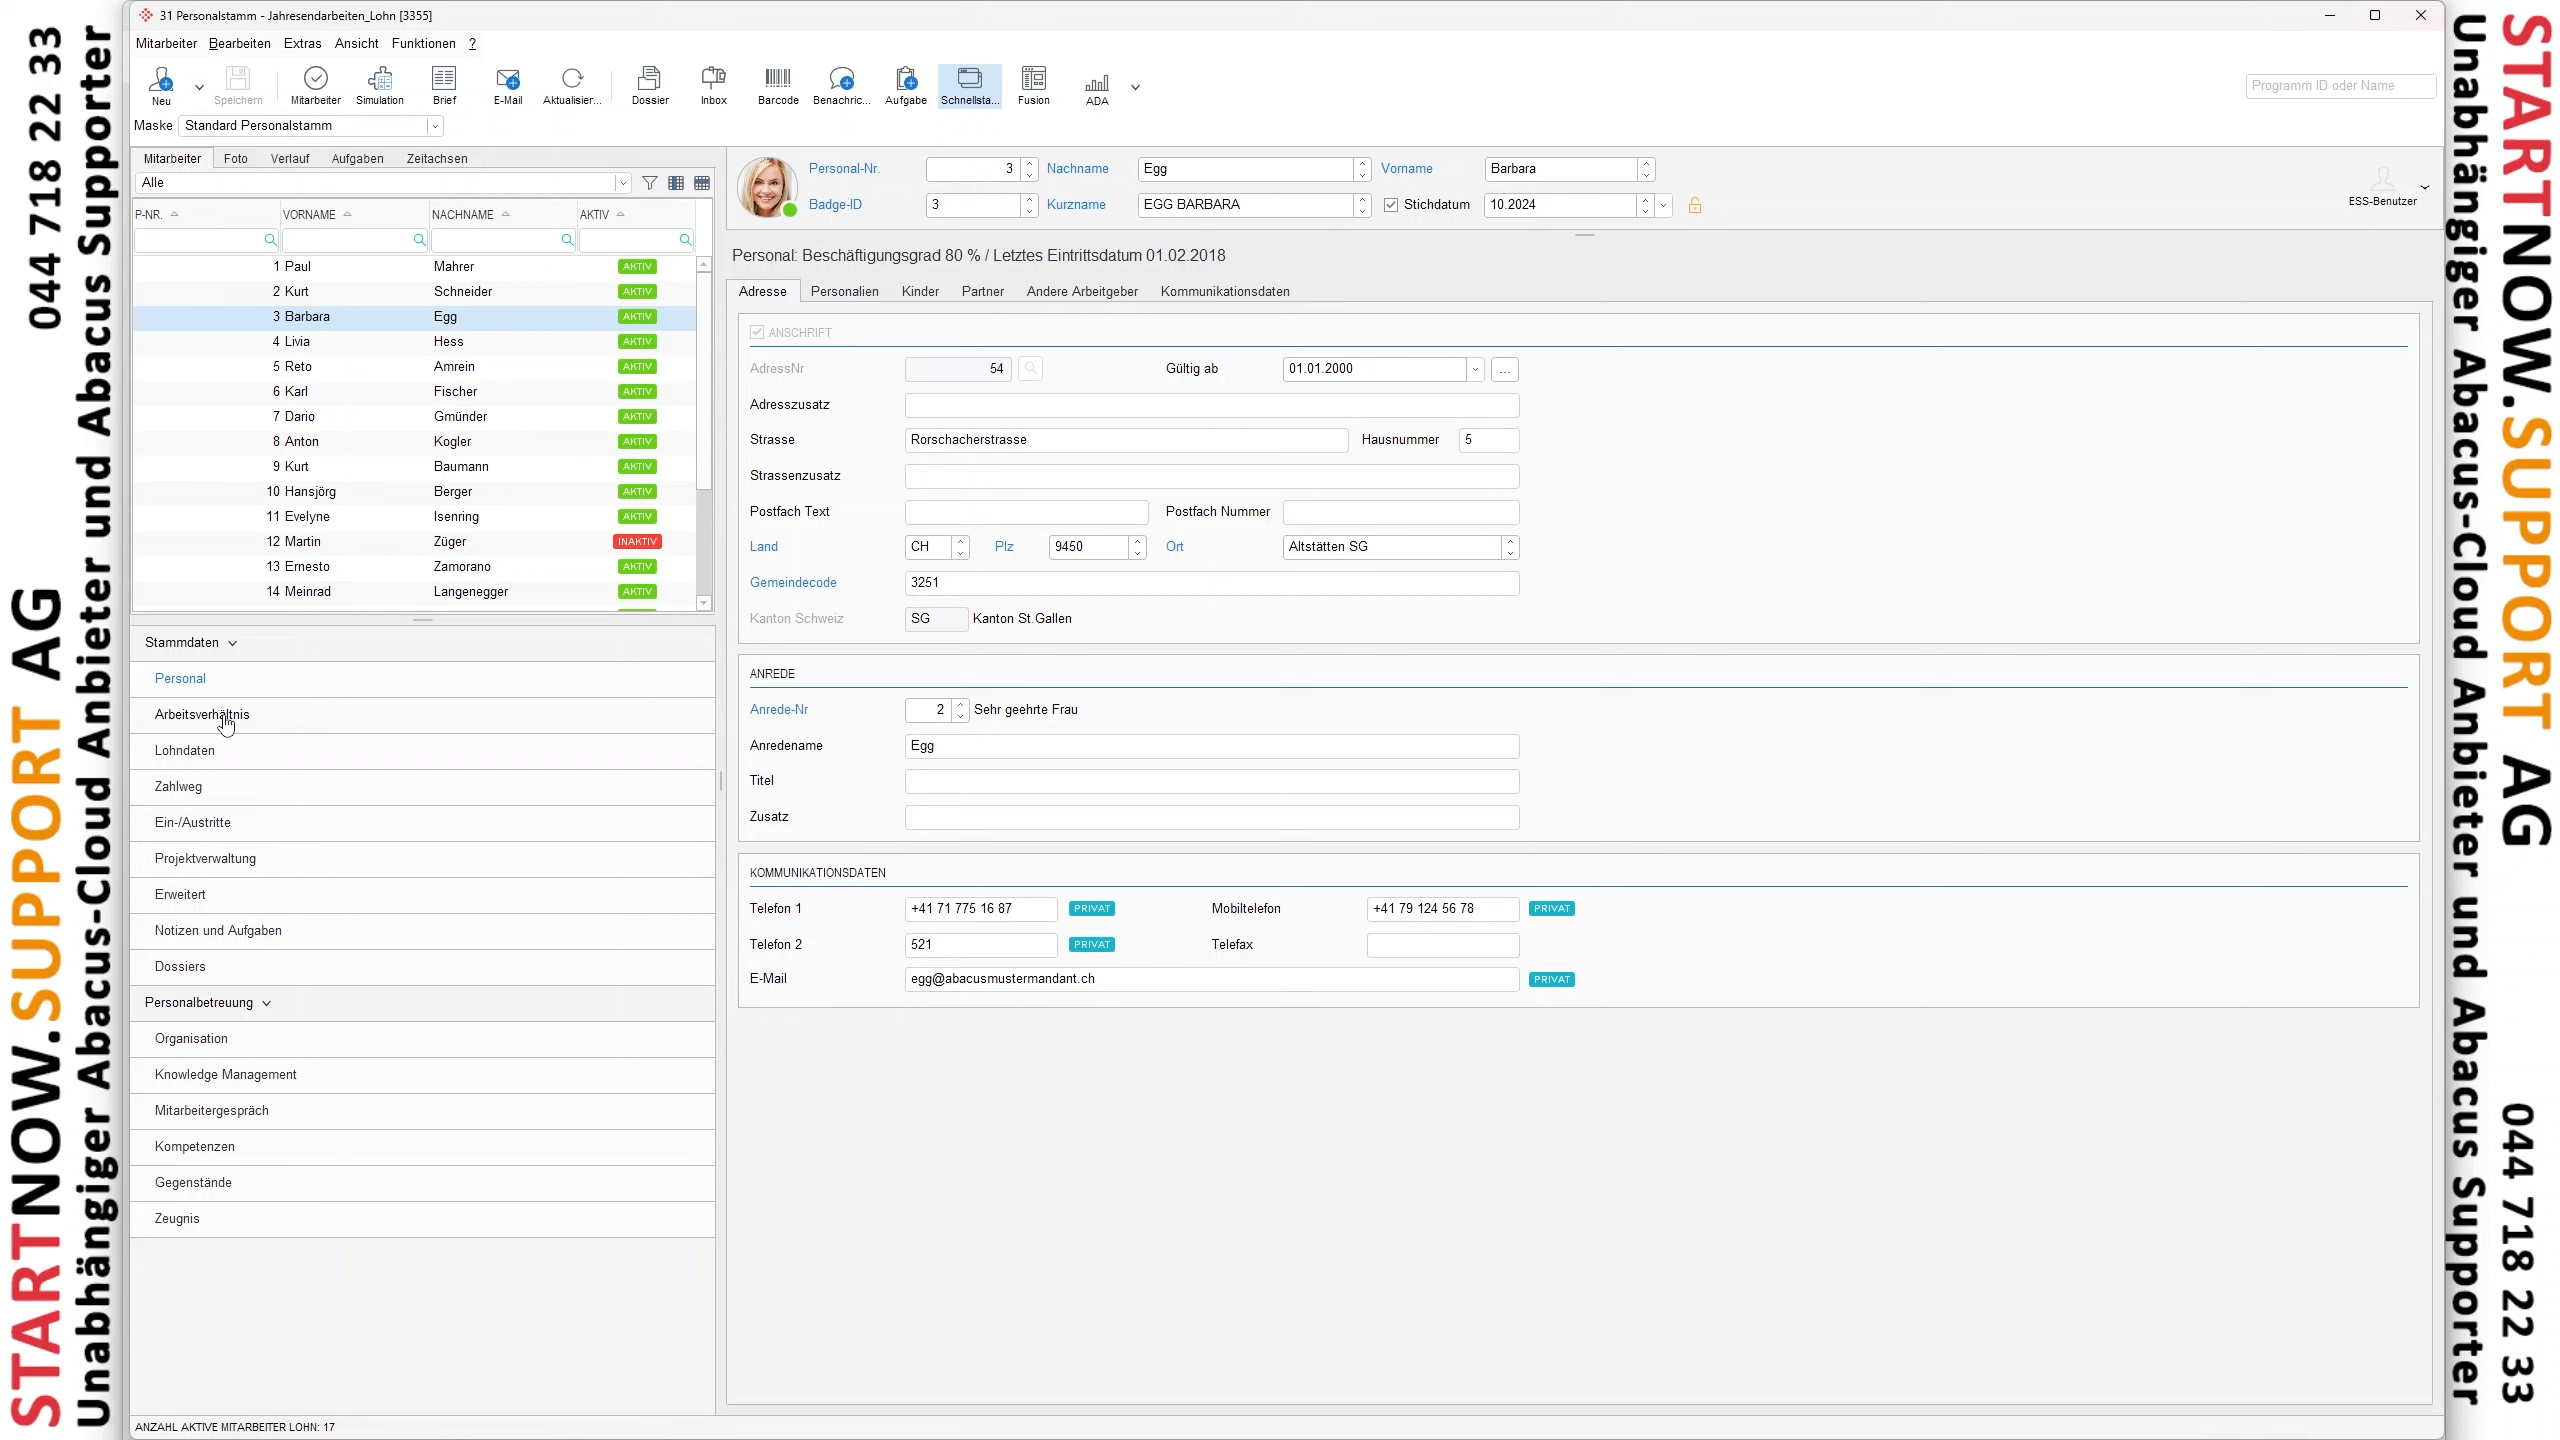 STARTNOW.SUPPORT AG
Unabhängiger Abacus-Cloud Anbieter und Abacus Supporter
044 718 22 33
31 Personalstamm - Jahresendarbeiten_Lohn [3355]
Mitarbeiter Bearbeiten Extras Ansicht Funktionen ?
Neu Speichern Mitarbeiter Simulation Brief E-Mail Aktualisier... Dossier Inbox Barcode Benachric... Aufgabe Schnellsta... Fusion ADA
Programm ID oder Name
Maske Standard Personalstamm
Mitarbeiter Foto Verlauf Aufgaben Zeitachsen
Alle
P-NR. VORNAME NACHNAME AKTIV
1 Paul Mahrer AKTIV
2 Kurt Schneider AKTIV
3 Barbara Egg AKTIV
4 Livia Hess AKTIV
5 Reto Amrein AKTIV
6 Karl Fischer AKTIV
7 Dario Gmünder AKTIV
8 Anton Kogler AKTIV
9 Kurt Baumann AKTIV
10 Hansjörg Berger AKTIV
11 Evelyne Isenring AKTIV
12 Martin Züger INAKTIV
13 Ernesto Zamorano AKTIV
14 Meinrad Langenegger AKTIV
Stammdaten
Personal
Arbeitsverhältnis
Lohndaten
Zahlweg
Ein-/Austritte
Projektverwaltung
Erweitert
Notizen und Aufgaben
Dossiers
Personalbetreuung
Organisation
Knowledge Management
Mitarbeitergespräch
Kompetenzen
Gegenstände
Zeugnis
ANZAHL AKTIVE MITARBEITER LOHN: 17
Personal-Nr. 3 Nachname Egg Vorname Barbara
Badge-ID 3 Kurzname EGG BARBARA Stichdatum 10.2024
ESS-Benutzer
Personal: Beschäftigungsgrad 80 % / Letztes Eintrittsdatum 01.02.2018
Adresse Personalien Kinder Partner Andere Arbeitgeber Kommunikationsdaten
ANSCHRIFT
AdressNr 54 Gültig ab 01.01.2000 ...
Adresszusatz
Strasse Rorschacherstrasse Hausnummer 5
Strassenzusatz
Postfach Text Postfach Nummer
Land CH Plz 9450 Ort Altstätten SG
Gemeindecode 3251
Kanton Schweiz SG Kanton St.Gallen
ANREDE
Anrede-Nr 2 Sehr geehrte Frau
Anredename Egg
Titel
Zusatz
KOMMUNIKATIONSDATEN
Telefon 1 +41 71 775 16 87 PRIVAT Mobiltelefon +41 79 124 56 78 PRIVAT
Telefon 2 521 PRIVAT Telefax
E-Mail egg@abacusmustermandant.ch PRIVAT
STARTNOW.SUPPORT AG
Unabhängiger Abacus-Cloud Anbieter und Abacus Supporter
044 718 22 33